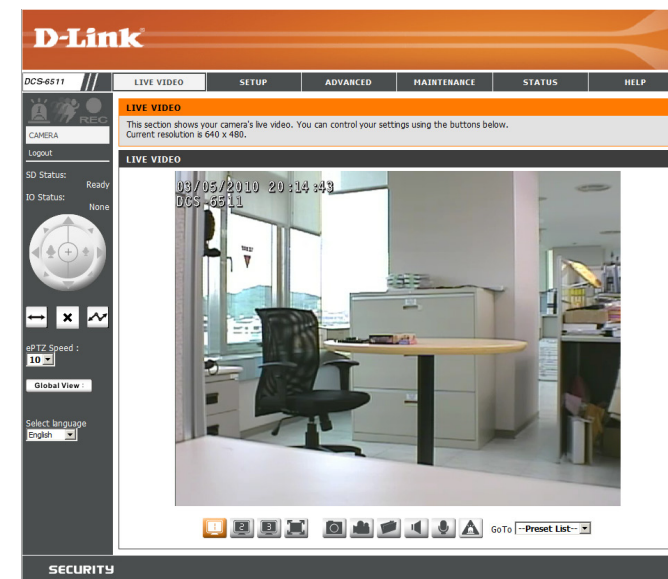 D-Link
DCS-6511
LIVE VIDEO
SETUP
ADVANCED
MAINTENANCE
STATUS
HELP
REC
CAMERA
Logout
SD Status:
Ready
IO Status:
None
ePTZ Speed :
10
Global View :
Select language
English
LIVE VIDEO
This section shows your camera's live video. You can control your settings using the buttons below.
Current resolution is 640 x 480.
LIVE VIDEO
03/05/2010 20:14:43
DCS-6511
1
2
3
GoTo --Preset List--
SECURITY